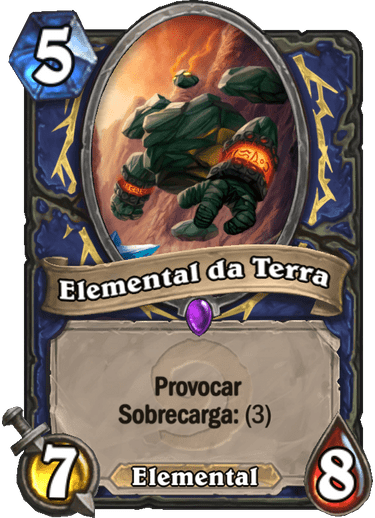 5
Elemental da Terra
Provocar
Sobrecarga: (3)
7
Elemental
8